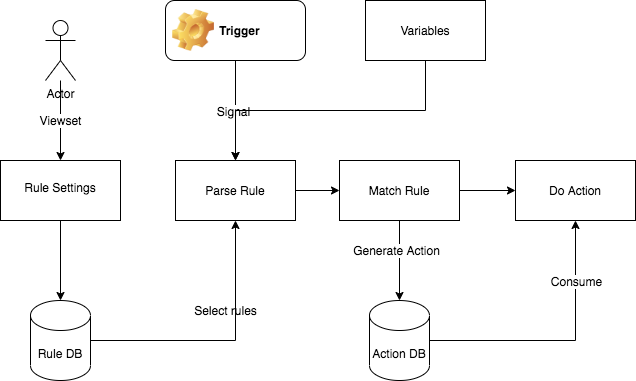 Trigger
Variables
Actor
Viewset
Signal
Rule Settings
Parse Rule
Match Rule
Do Action
Generate Action
Consume
Select rules
Rule DB
Action DB